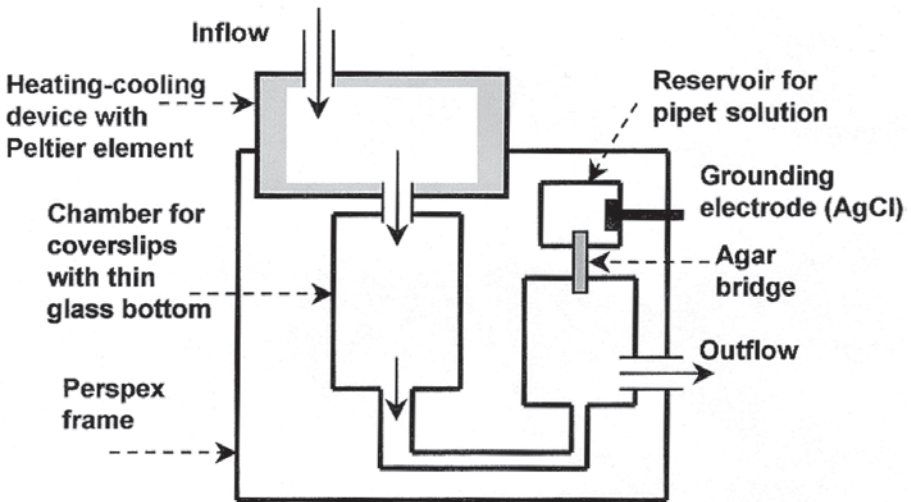 Inflow
Heating-cooling
device with
Peltier element
Chamber for
coverslips
with thin
glass bottom
Perspex
frame
Reservoir for
pipet solution
Grounding
electrode (AgCl)
Agar
bridge
Outflow